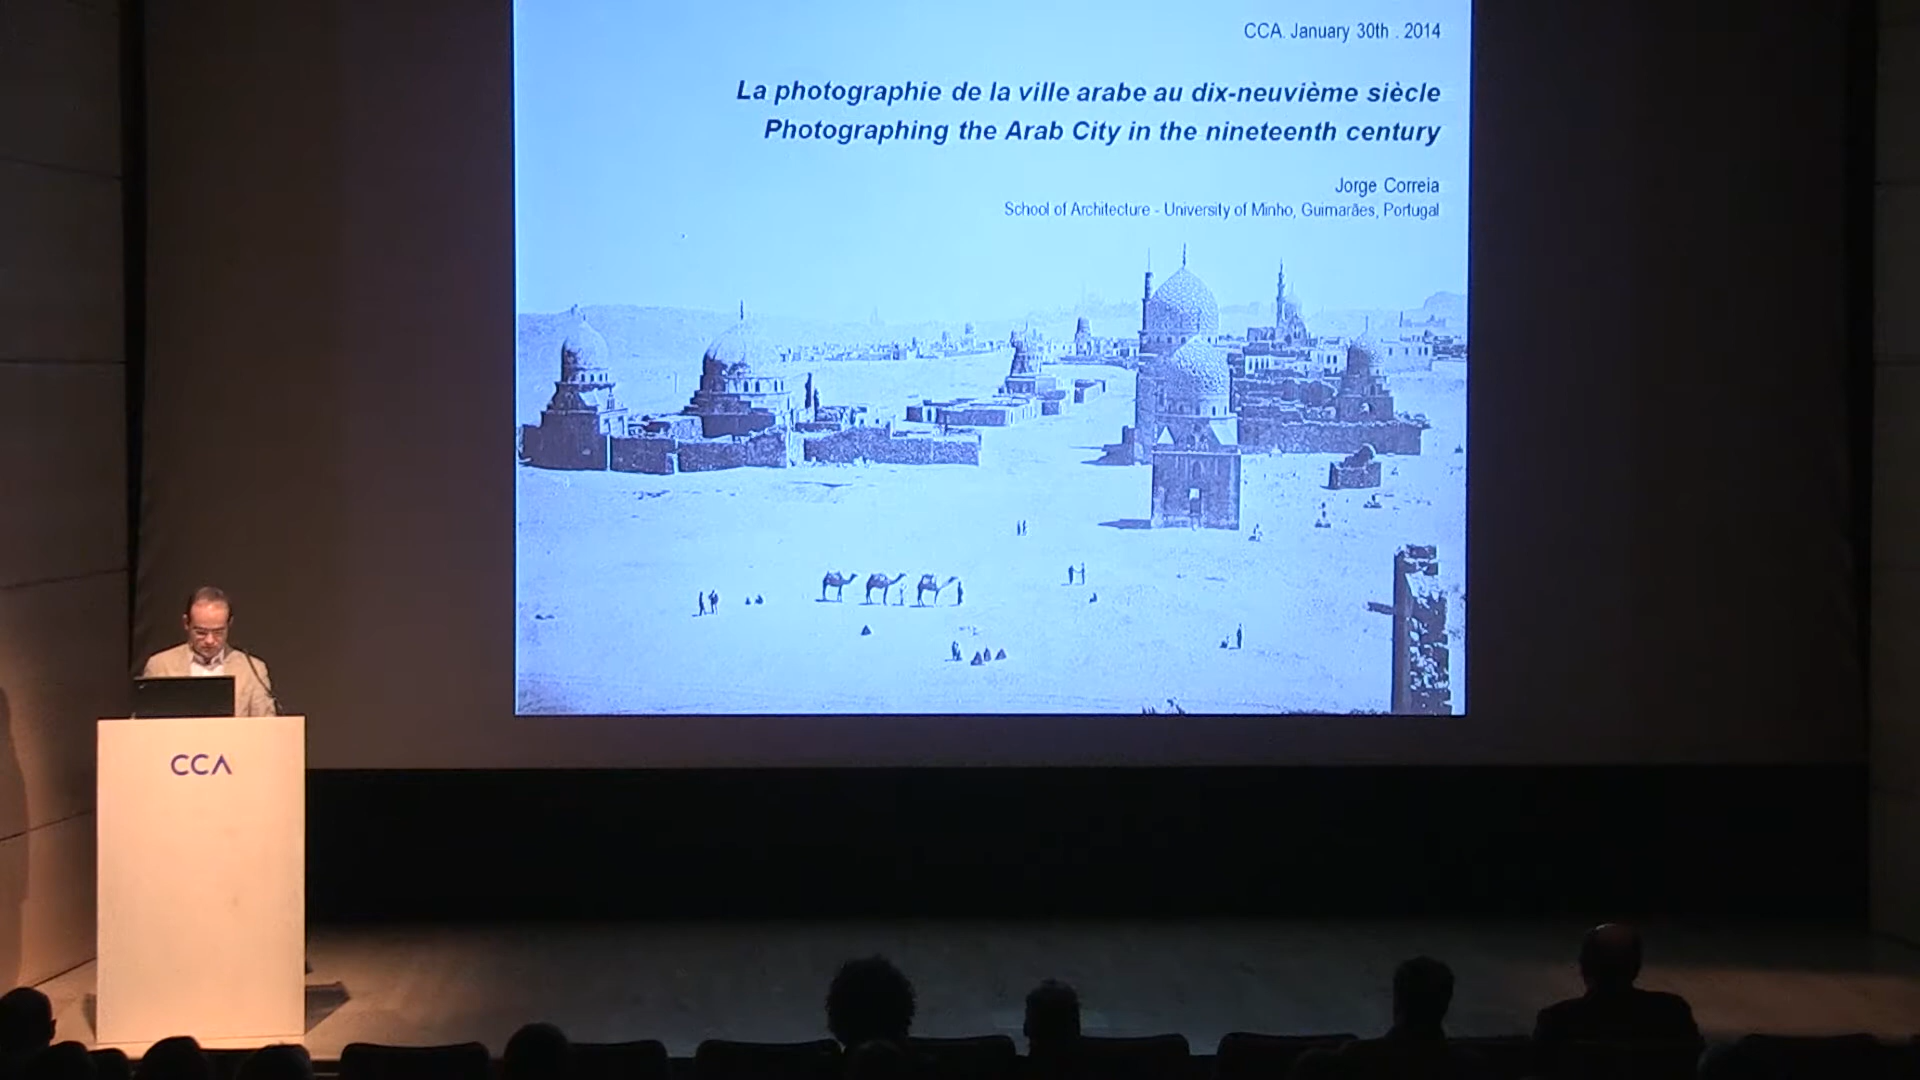 CCA. January 30th . 2014
La photographie de la ville arabe au dix-neuvième siècle
Photographing the Arab City in the nineteenth century
Jorge Correia
School of Architecture - University of Minho, Guimarães, Portugal
CCA